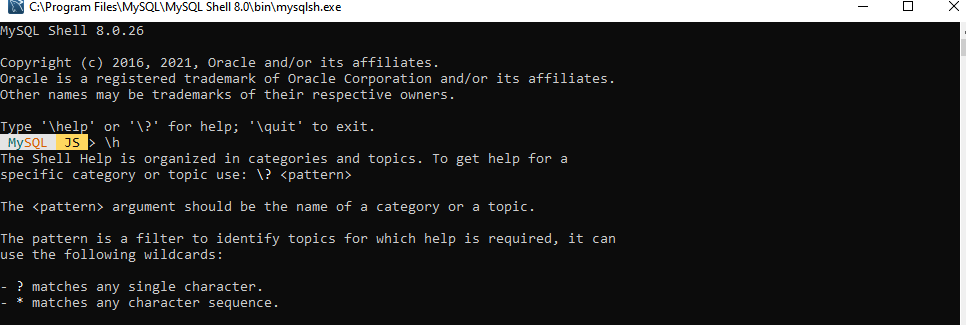 C:\Program Files\MySQL\MySQL Shell 8.0\bin\mysqlsh.exe
MySQL Shell 8.0.26
Copyright (c) 2016, 2021, Oracle and/or its affiliates.
Oracle is a registered trademark of Oracle Corporation and/or its affiliates.
Other names may be trademarks of their respective owners.
Type '\help' or '\?' for help; '\quit' to exit.
MySQL JS > \h
The Shell Help is organized in categories and topics. To get help for a
specific category or topic use: \? <pattern>
The <pattern> argument should be the name of a category or a topic.
The pattern is a filter to identify topics for which help is required, it can
use the following wildcards:
- ? matches any single character.
- * matches any character sequence.